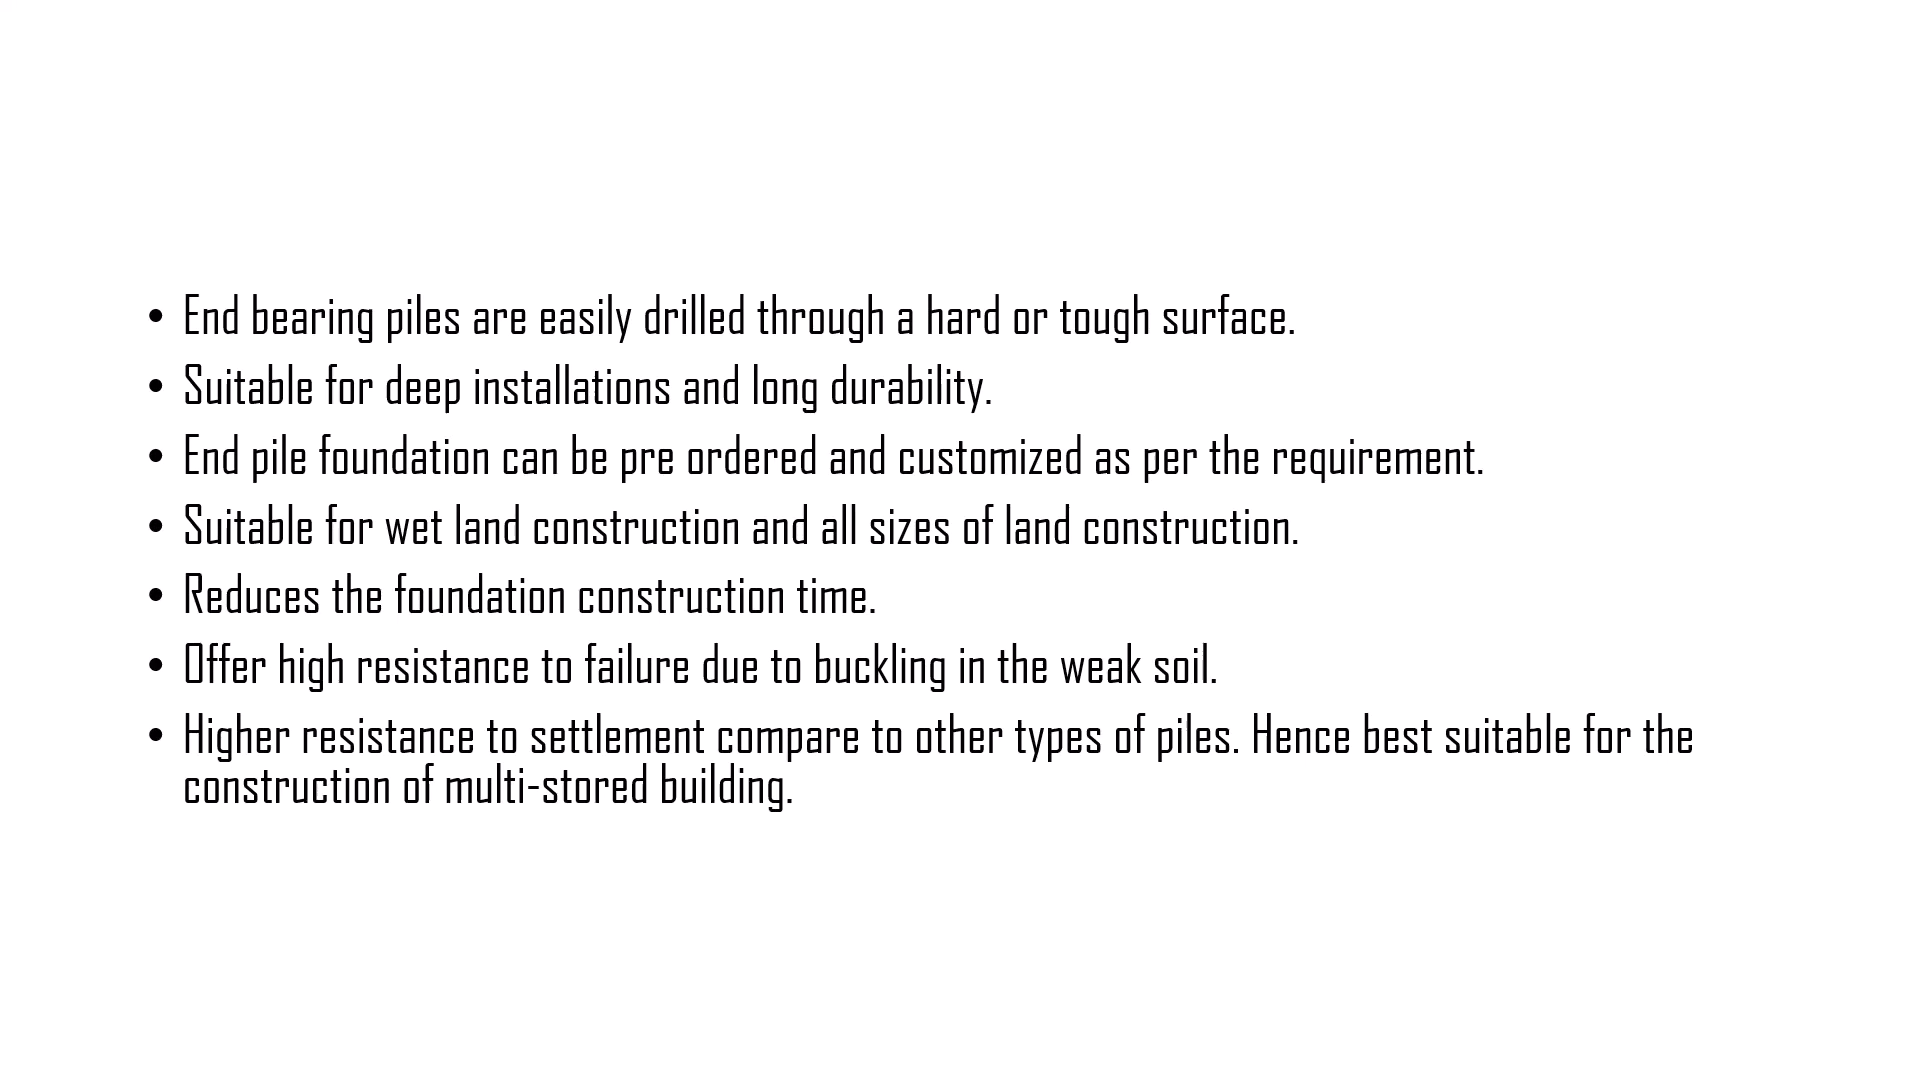 • End bearing piles are easily drilled through a hard or tough surface.
• Suitable for deep installations and long durability.
• End pile foundation can be pre ordered and customized as per the requirement.
• Suitable for wet land construction and all sizes of land construction.
• Reduces the foundation construction time.
• Offer high resistance to failure due to buckling in the weak soil.
• Higher resistance to settlement compare to other types of piles. Hence best suitable for the
construction of multi-stored building.